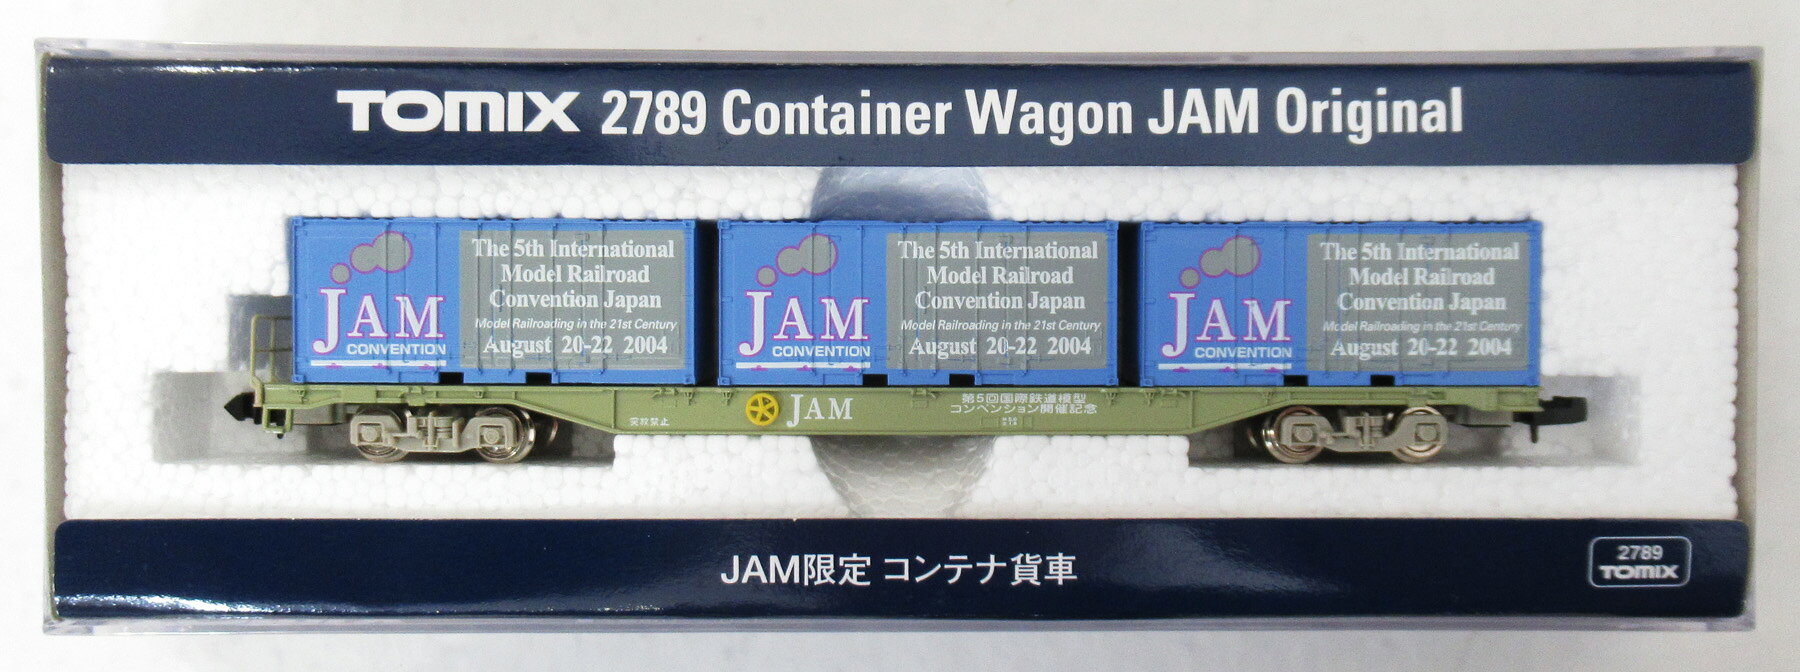 TOMIX 2789 Container Wagon JAM Original
JAM
CONVENTION
The 5th International
Model Railroad
Convention Japan
Model Railroading in the 21st Century
August 20-22 2004
JAM
CONVENTION
The 5th International
Model Railroad
Convention Japan
Model Railroading in the 21st Century
August 20-22 2004
JAM
CONVENTION
The 5th International
Model Railroad
Convention Japan
Model Railroading in the 21st Century
August 20-22 2004
突放禁止
JAM
第5回国際鉄道模型
コンベンション開催記念
JAM限定 コンテナ貨車
2789
TOMIX